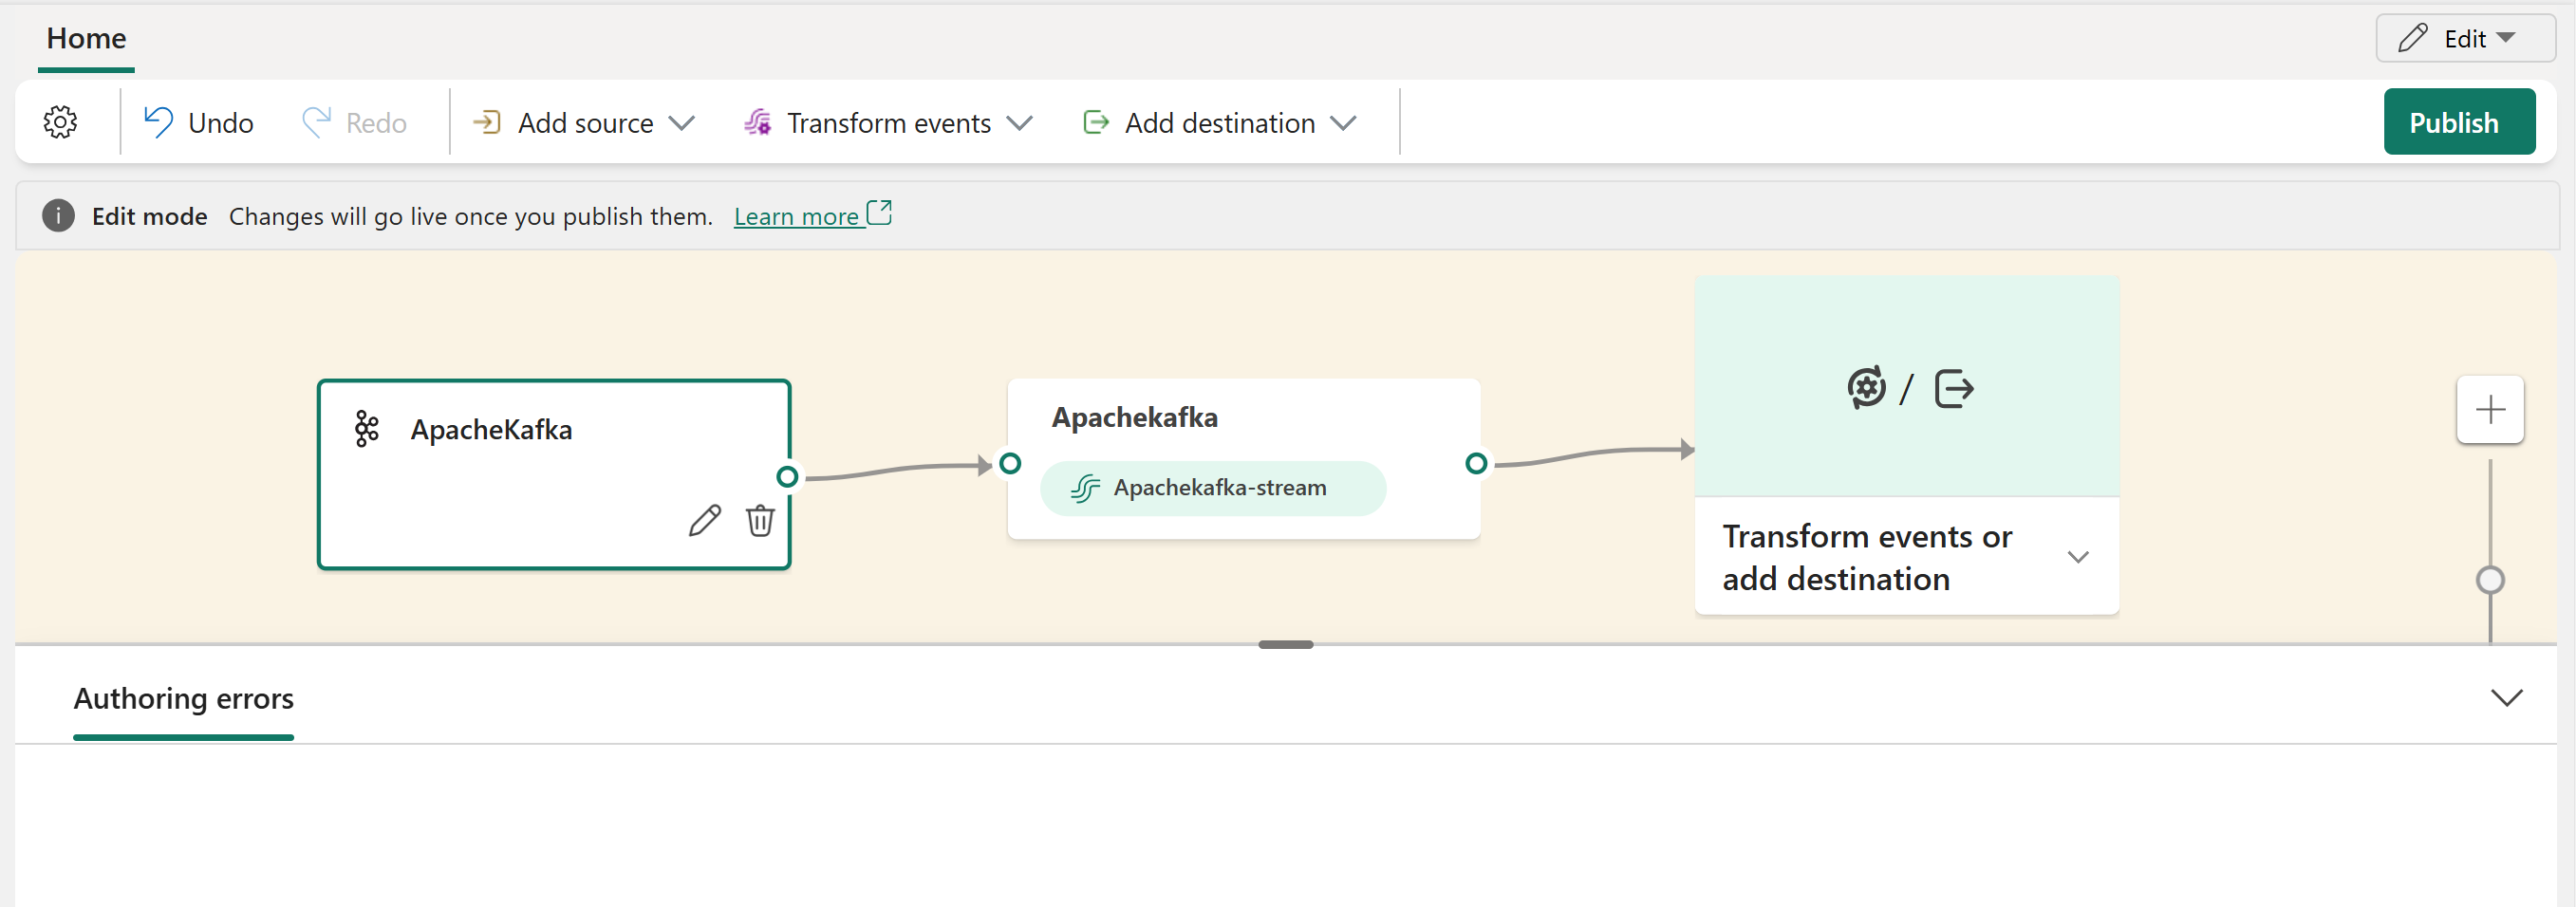 Home
Edit
Undo
Redo
Add source
Transform events
Add destination
Publish
Edit mode Changes will go live once you publish them. Learn more
ApacheKafka
Apachekafka
Apachekafka-stream
/
Transform events or
add destination
Authoring errors